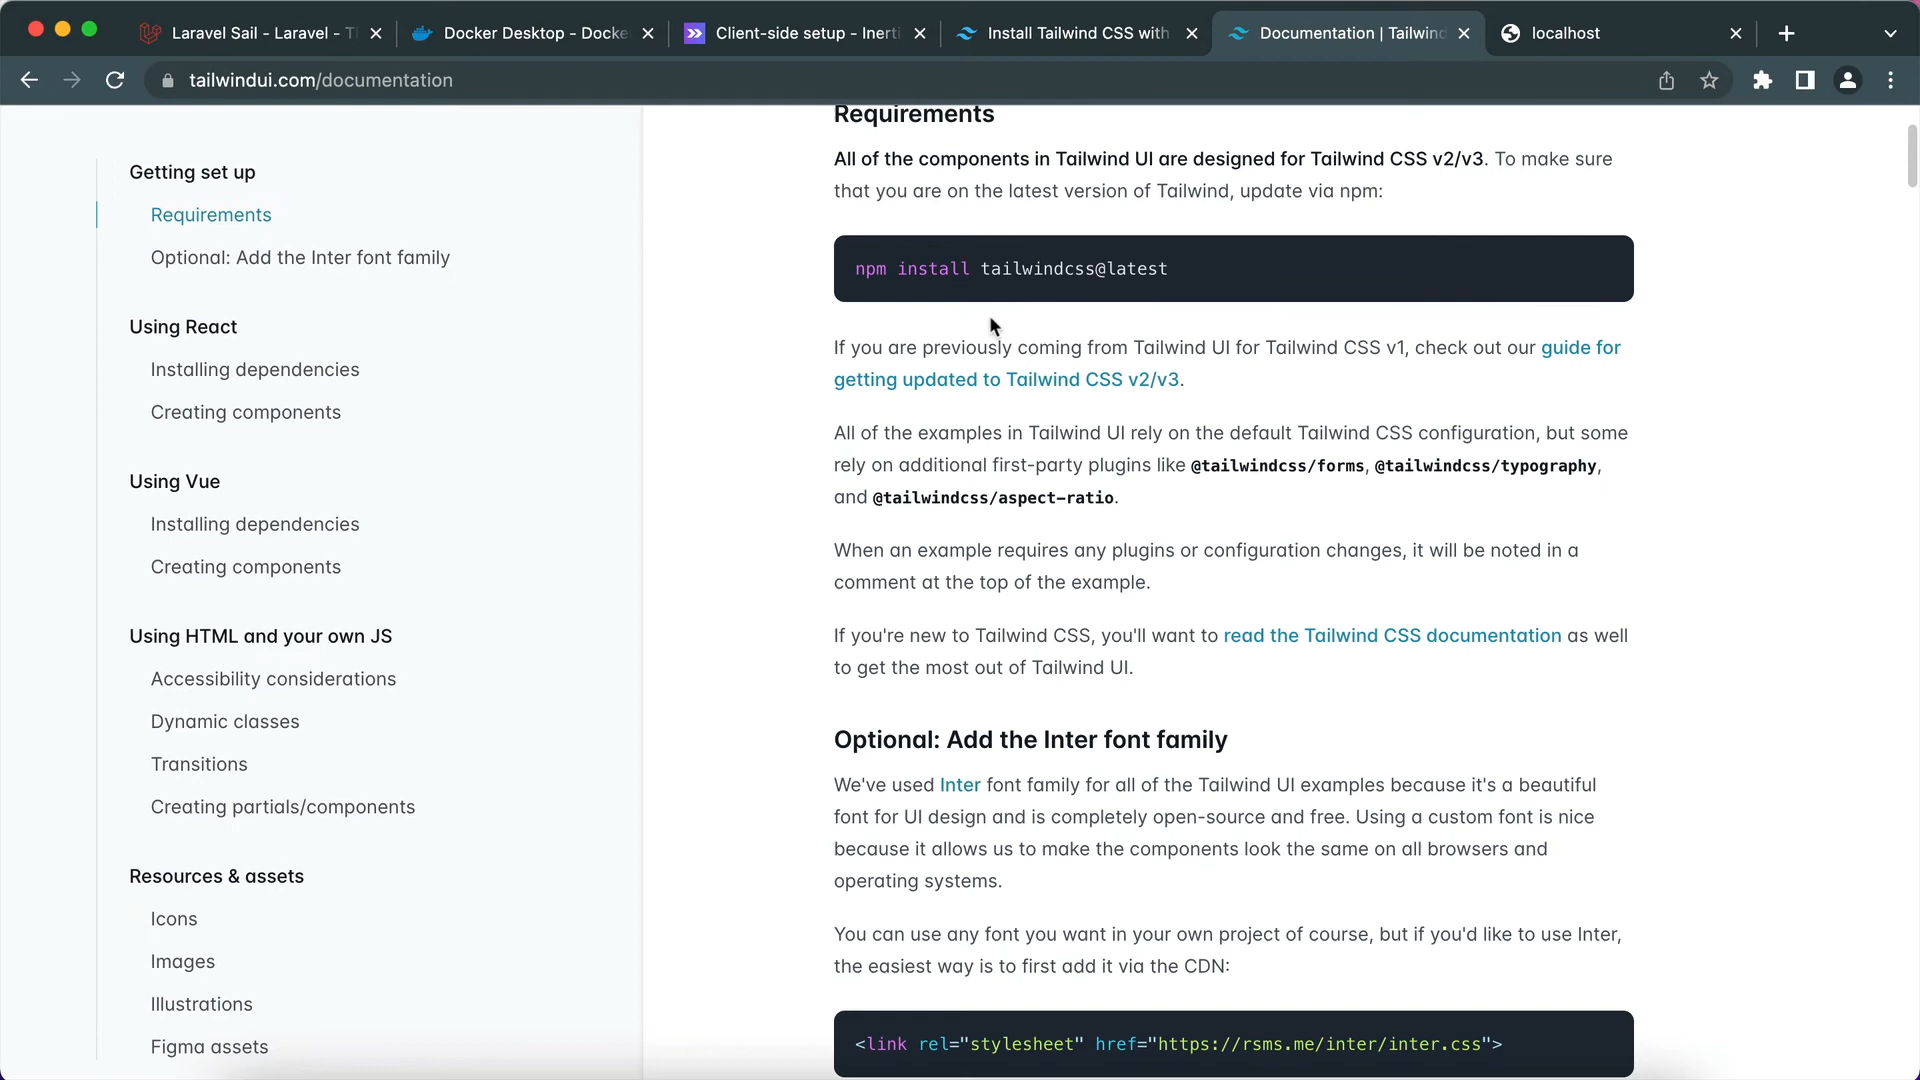 Laravel Sail - Laravel - T
Docker Desktop - Docke
Client-side setup - Inerti
Install Tailwind CSS with
Documentation | Tailwind
localhost
tailwindui.com/documentation
Getting set up
Requirements
Optional: Add the Inter font family
Using React
Installing dependencies
Creating components
Using Vue
Installing dependencies
Creating components
Using HTML and your own JS
Accessibility considerations
Dynamic classes
Transitions
Creating partials/components
Resources & assets
Icons
Images
Illustrations
Figma assets
Requirements
All of the components in Tailwind UI are designed for Tailwind CSS v2/v3. To make sure
that you are on the latest version of Tailwind, update via npm:
npm install tailwindcss@latest
If you are previously coming from Tailwind UI for Tailwind CSS v1, check out our guide for
getting updated to Tailwind CSS v2/v3.
All of the examples in Tailwind UI rely on the default Tailwind CSS configuration, but some
rely on additional first-party plugins like @tailwindcss/forms, @tailwindcss/typography,
and @tailwindcss/aspect-ratio.
When an example requires any plugins or configuration changes, it will be noted in a
comment at the top of the example.
If you're new to Tailwind CSS, you'll want to read the Tailwind CSS documentation as well
to get the most out of Tailwind UI.
Optional: Add the Inter font family
We've used Inter font family for all of the Tailwind UI examples because it's a beautiful
font for UI design and is completely open-source and free. Using a custom font is nice
because it allows us to make the components look the same on all browsers and
operating systems.
You can use any font you want in your own project of course, but if you'd like to use Inter,
the easiest way is to first add it via the CDN:
<link rel="stylesheet" href="https://rsms.me/inter/inter.css">